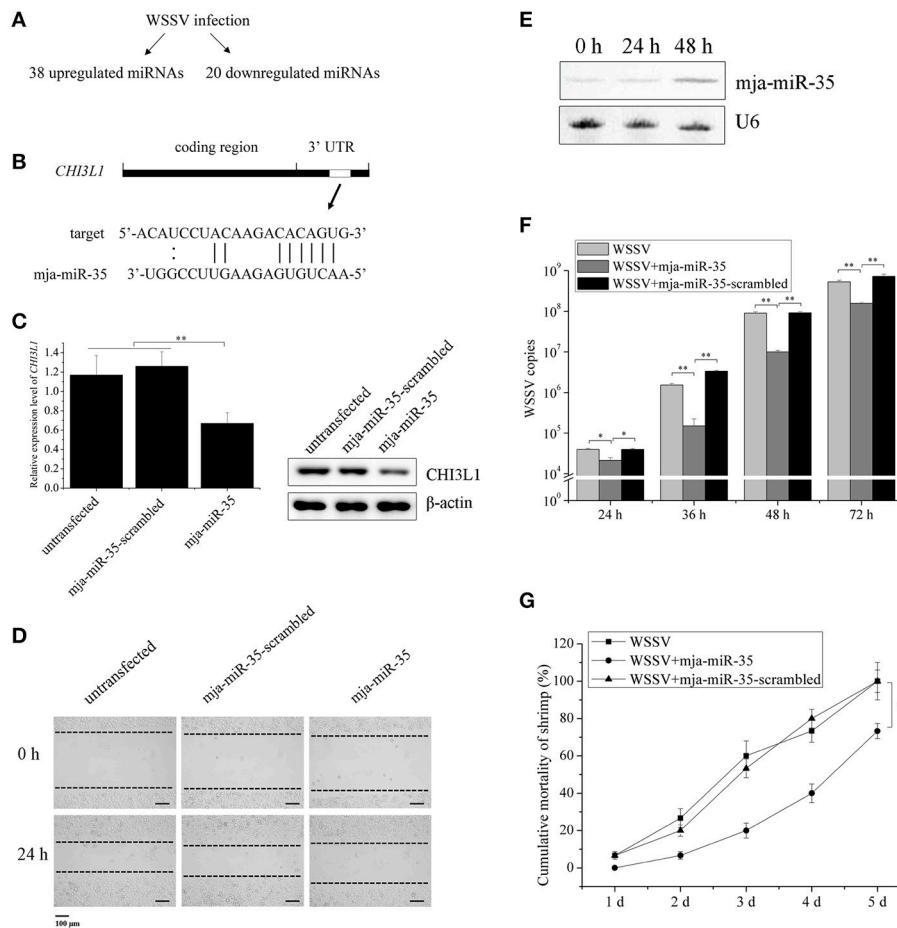 A
WSSV infection
38 upregulated miRNAs
20 downregulated miRNAs
B
coding region
3' UTR
CHI3L1
target
5'-ACAUCCUACAAGACACAGUG-3'
mja-miR-35
3'-UGGCCUUGAAGAGUGUCAA-5'
C
Relative expression level of CHI3L1
1.4
1.2
1.0
0.8
0.6
0.4
0.2
0.0
**
untransfected
mja-miR-35-scrambled
mja-miR-35
untransfected
mja-miR-35-scrambled
mja-miR-35
CHI3L1
β-actin
D
untransfected
mja-miR-35-scrambled
mja-miR-35
0 h
24 h
100 μm
E
0 h
24 h
48 h
mja-miR-35
U6
F
WSSV
WSSV+mja-miR-35
WSSV+mja-miR-35-scrambled
WSSV copies
10⁹
10⁸
10⁷
10⁶
10⁵
10⁴
10⁰
* *
** **
** **
** **
24 h
36 h
48 h
72 h
G
WSSV
WSSV+mja-miR-35
WSSV+mja-miR-35-scrambled
Cumulative mortality of shrimp (%)
120
100
80
60
40
20
0
1 d
2 d
3 d
4 d
5 d